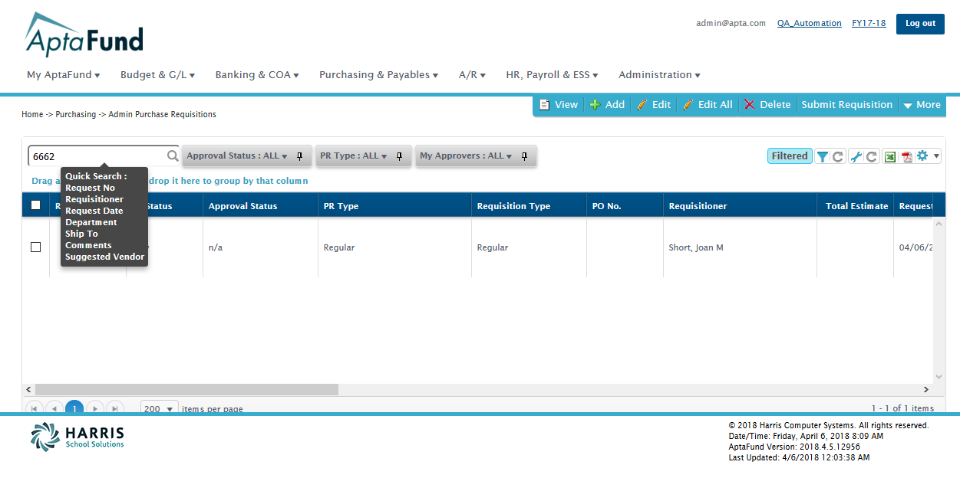 AptaFund
admin@apta.com QA_Automation FY17-18 Log out
My AptaFund Budget & G/L Banking & COA Purchasing & Payables A/R HR, Payroll & ESS Administration
View Add Edit Edit All Delete Submit Requisition More
Home -> Purchasing -> Admin Purchase Requisitions
6662 Approval Status : ALL PR Type : ALL My Approvers : ALL Filtered
Drag a drop it here to group by that column
Quick Search :
Request No
Requisitioner
Request Date
Department
Ship To
Comments
Suggested Vendor
R Status Approval Status PR Type Requisition Type PO No. Requisitioner Total Estimate Request
n/a Regular Regular Short, Joan M 04/06/2
1 200 items per page 1 - 1 of 1 items
HARRIS
School Solutions
© 2018 Harris Computer Systems. All rights reserved.
Date/Time: Friday, April 6, 2018 8:09 AM
AptaFund Version: 2018.4.5.12956
Last Updated: 4/6/2018 12:03:38 AM